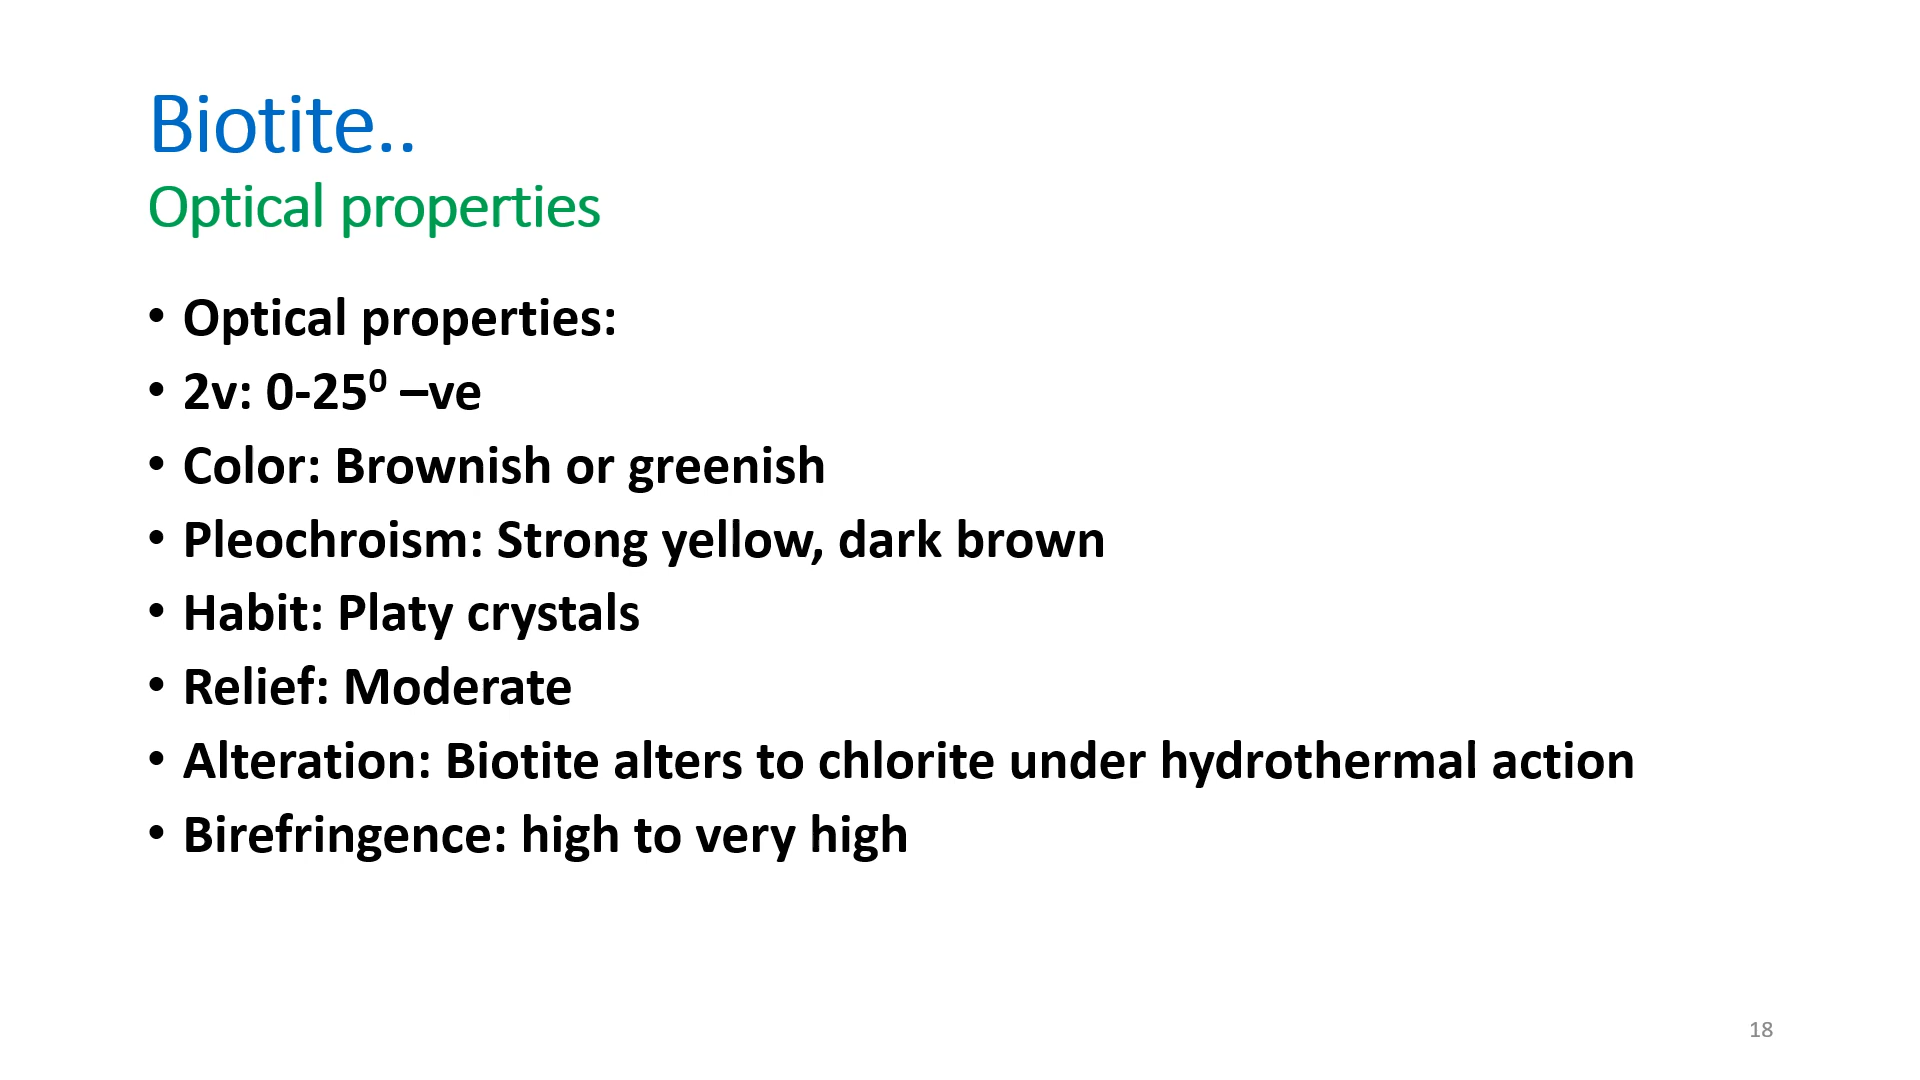 Biotite..
Optical properties
• Optical properties:
• 2v: 0-25⁰ –ve
• Color: Brownish or greenish
• Pleochroism: Strong yellow, dark brown
• Habit: Platy crystals
• Relief: Moderate
• Alteration: Biotite alters to chlorite under hydrothermal action
• Birefringence: high to very high
18